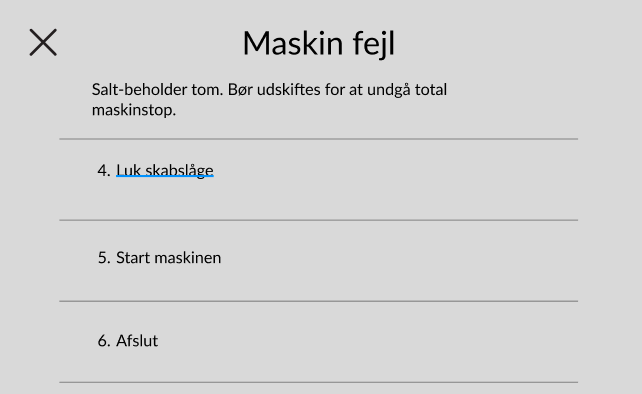 Maskin fejl
Salt-beholder tom. Bør udskiftes for at undgå total
maskinstop.
4. Luk skabslåge
5. Start maskinen
6. Afslut